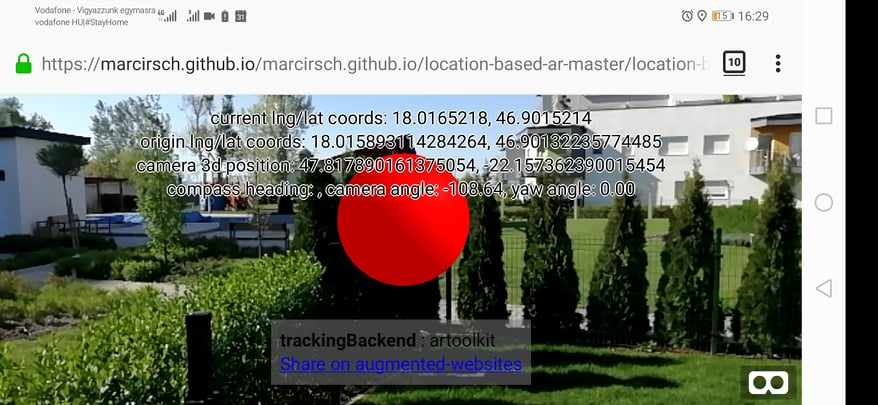 Vodafone - Vigyazzunk egymasra
vodafone HU|#StayHome
4G
31
15
16:29
https://marcirsch.github.io/marcirsch.github.io/location-based-ar-master/location-b
10
current lng/lat coords: 18.0165218, 46.9015214
origin lng/lat coords: 18.015893114284264, 46.90132235774485
camera 3d position: 47.817890161375054, -22.157362390015454
compass heading: , camera angle: -108.64, yaw angle: 0.00
trackingBackend : artoolkit
Share on augmented-websites